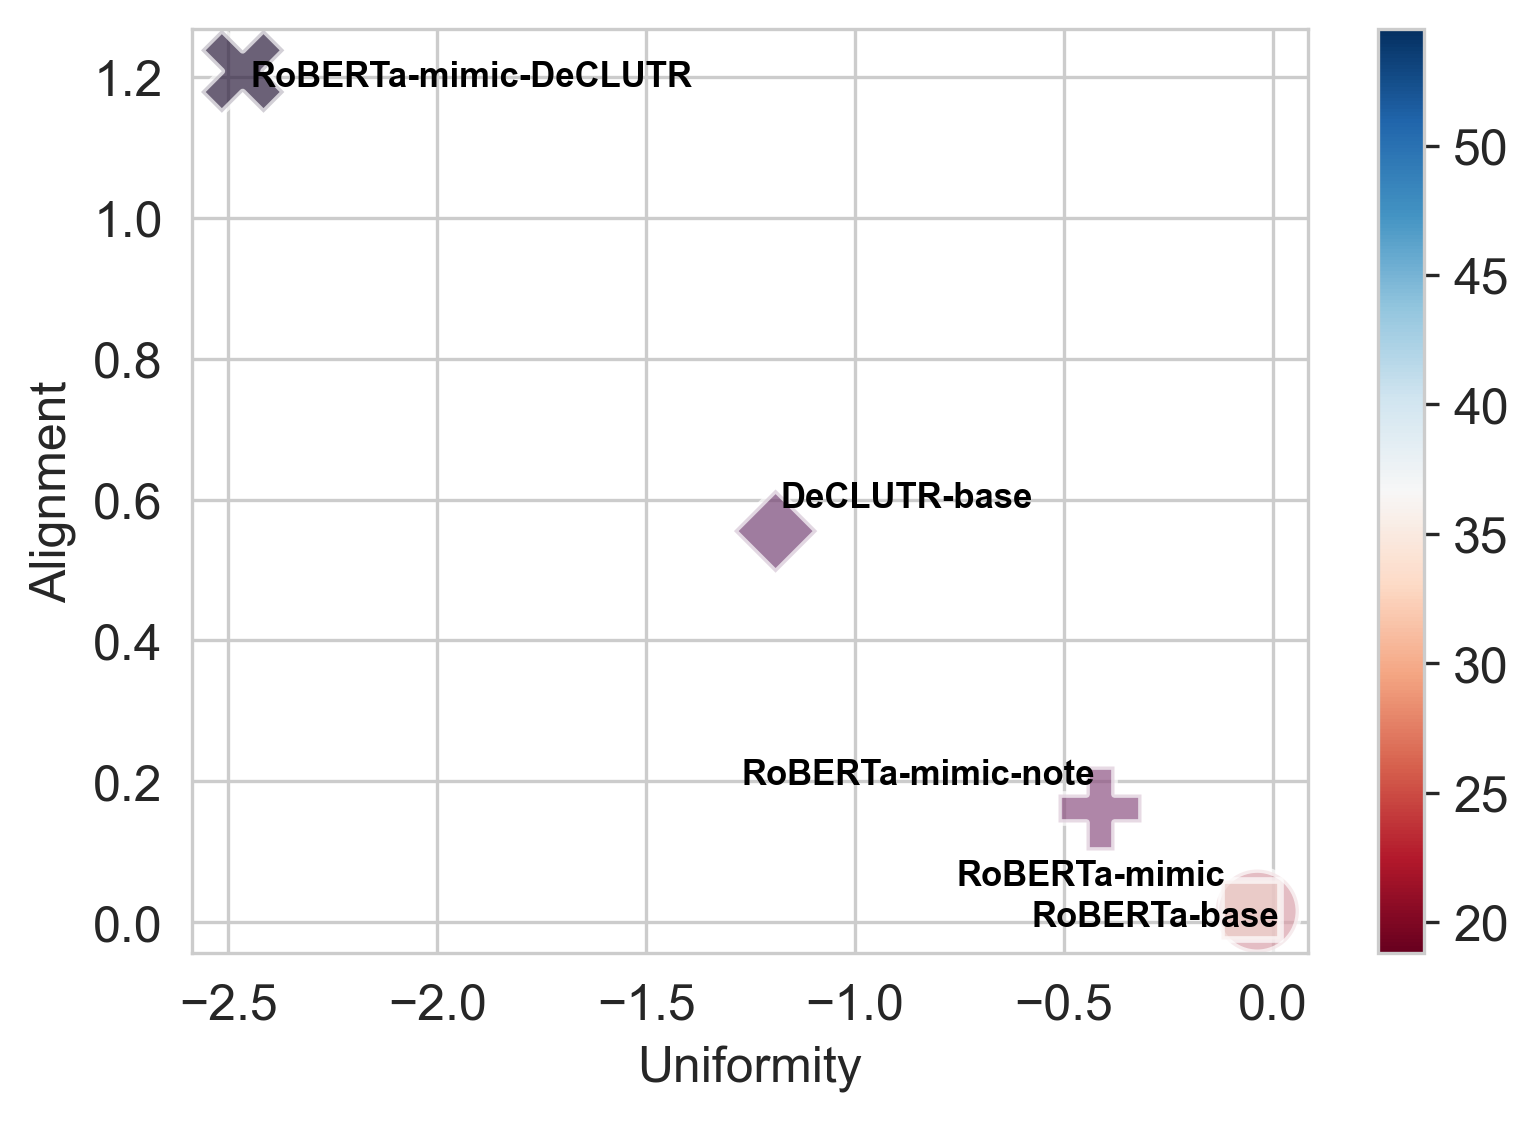 RoBERTa-mimic-DeCLUTR
DeCLUTR-base
RoBERTa-mimic-note
RoBERTa-mimic
RoBERTa-base
Alignment
1.2
1.0
0.8
0.6
0.4
0.2
0.0
−2.5 −2.0 −1.5 −1.0 −0.5 0.0
Uniformity
50
45
40
35
30
25
20